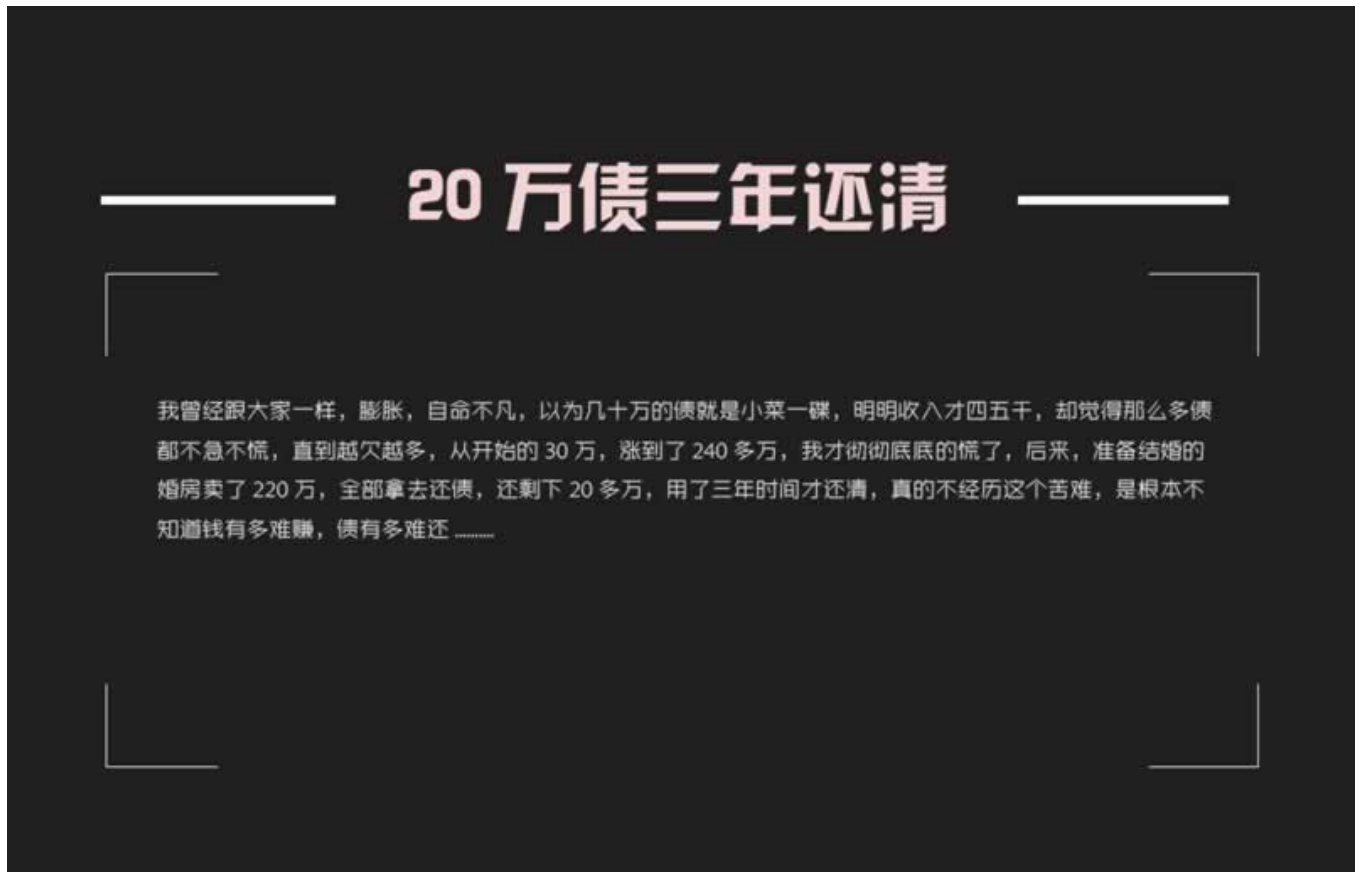 20 万债三年还清
我曾经跟大家一样，膨胀，自命不凡，以为几十万的债就是小菜一碟，明明收入才四五千，却觉得那么多债
都不急不慌，直到越欠越多，从开始的 30 万，涨到了 240 多万，我才彻彻底底的慌了，后来，准备结婚的
婚房卖了 220 万，全部拿去还债，还剩下 20 多万，用了三年时间才还清，真的不经历这个苦难，是根本不
知道钱有多难赚，债有多难还 ..........